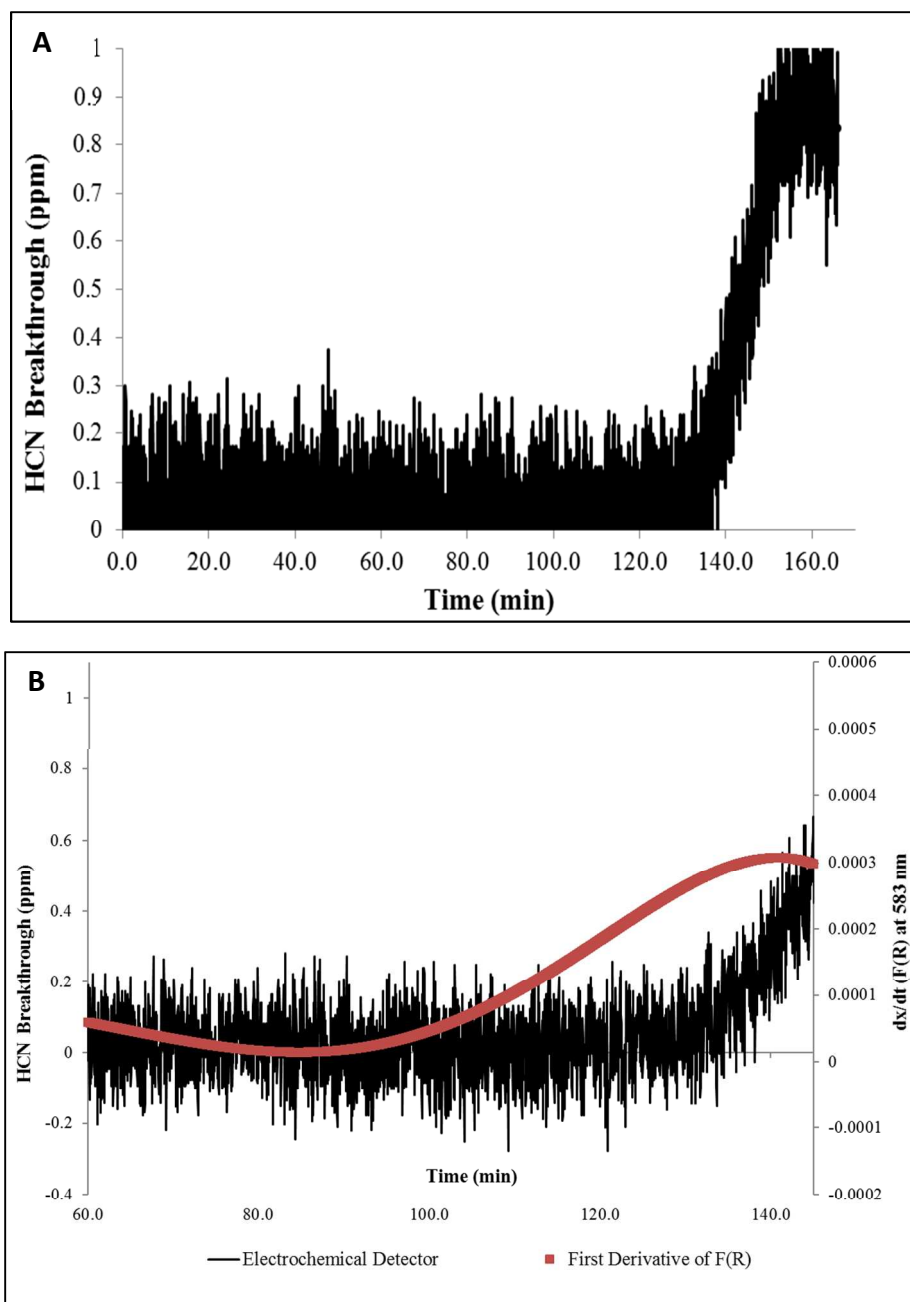 A
HCN Breakthrough (ppm)
1
0.9
0.8
0.7
0.6
0.5
0.4
0.3
0.2
0.1
0
0.0 20.0 40.0 60.0 80.0 100.0 120.0 140.0 160.0
Time (min)
B
HCN Breakthrough (ppm)
1
0.8
0.6
0.4
0.2
0
-0.2
-0.4
0.0006
0.0005
0.0004
0.0003
0.0002
0.0001
0
-0.0001
-0.0002
dx/dt (F(R) at 583 nm
Time (min)
60.0 80.0 100.0 120.0 140.0
Electrochemical Detector First Derivative of F(R)